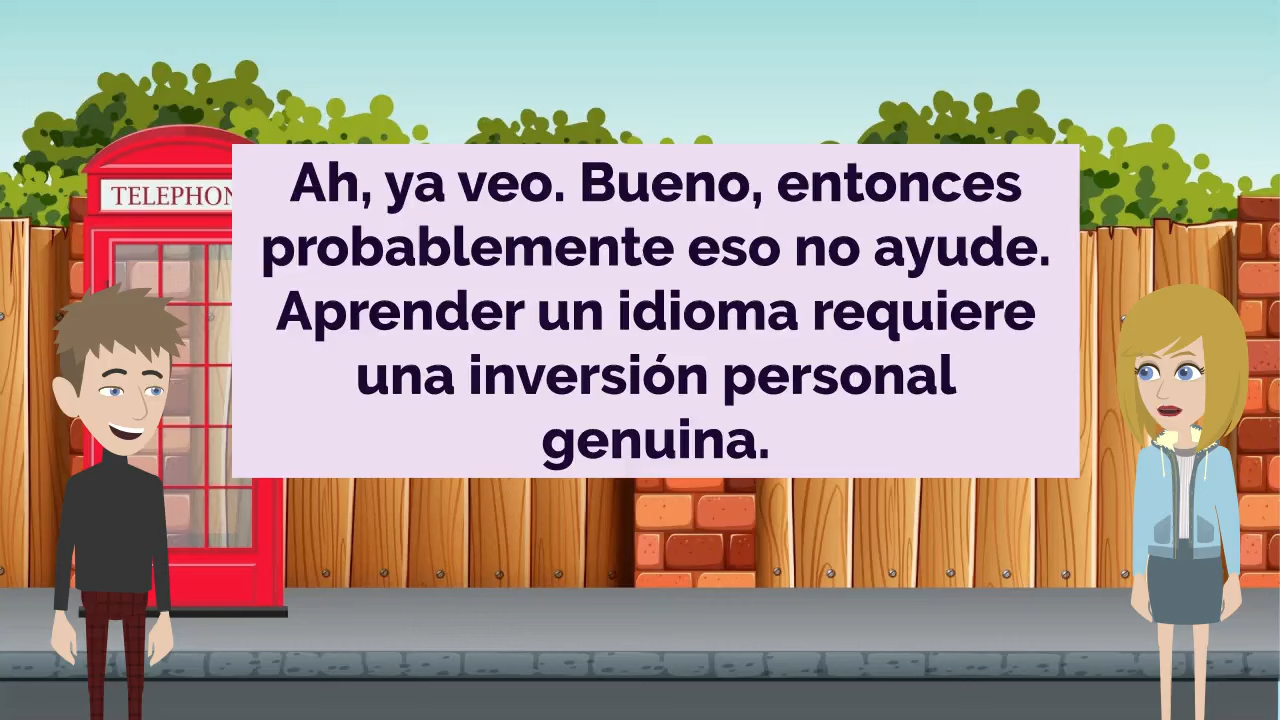 TELEPHON
Ah, ya veo. Bueno, entonces
probablemente eso no ayude.
Aprender un idioma requiere
una inversión personal
genuina.